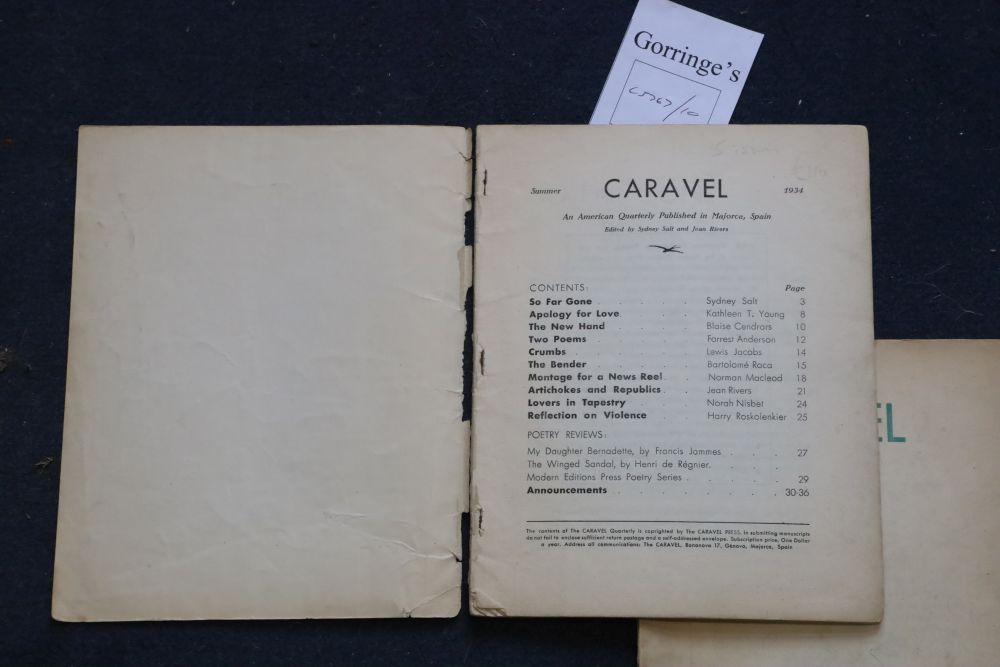 Gorringe's
Summer CARAVEL 1934
An American Quarterly Published in Majorca, Spain
Edited by Sydney Salt and Jean Rivers
CONTENTS: Page
So Far Gone . . . . . Sydney Salt 3
Apology for Love . . . . Kathleen T. Young 8
The New Hand . . . . Blaise Cendrars 10
Two Poems . . . . . Forrest Anderson 12
Crumbs . . . . . Lewis Jacobs 14
The Bender . . . . . Bartolomé Roca 15
Montage for a News Reel . . Norman Macleod 18
Artichokes and Republics . . Jean Rivers 21
Lovers in Tapestry . . . Norah Nisbet 24
Reflection on Violence . . Harry Roskolenkier 25
POETRY REVIEWS:
My Daughter Bernadette, by Francis Jammes . . . 27
The Winged Sandal, by Henri de Régnier. . . .
Modern Editions Press Poetry Series . . . . . 29
Announcements . . . . . . . . 30-36
The contents of The CARAVEL Quarterly is coprighted by The CARAVEL PRESS. In submitting manuscripts
do not fail to enclose sufficient return postage and a self-addressed envelope. Subscription price, One Dollar
a year. Address all communications: The CARAVEL, Bonanova 17, Génova, Majorca, Spain
EL